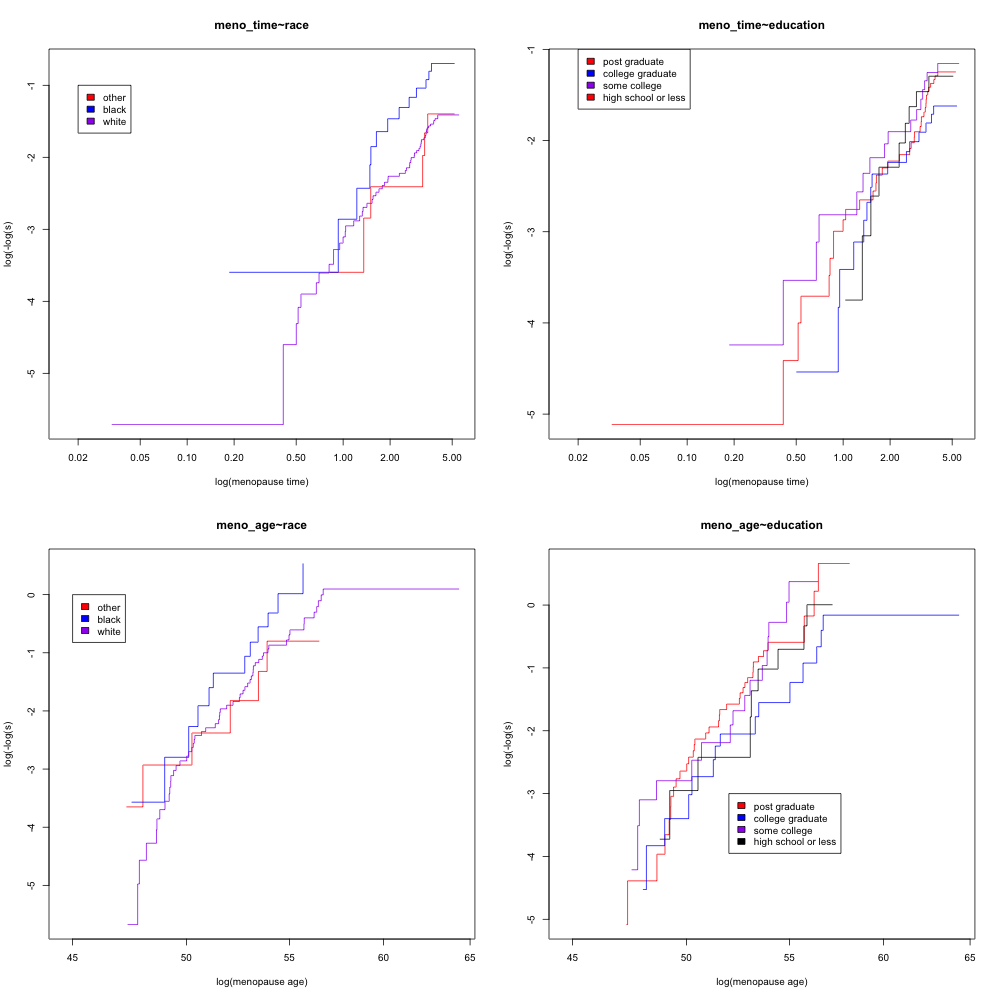 meno_time~race
log(-log(s)
-1
-2
-3
-4
-5
other
black
white
0.02 0.05 0.10 0.20 0.50 1.00 2.00 5.00
log(menopause time)
meno_time~education
log(-log(s)
-1
-2
-3
-4
-5
post graduate
college graduate
some college
high school or less
0.02 0.05 0.10 0.20 0.50 1.00 2.00 5.00
log(menopause time)
meno_age~race
log(-log(s)
0
-1
-2
-3
-4
-5
other
black
white
45 50 55 60 65
log(menopause age)
meno_age~education
log(-log(s)
0
-1
-2
-3
-4
-5
post graduate
college graduate
some college
high school or less
45 50 55 60 65
log(menopause age)